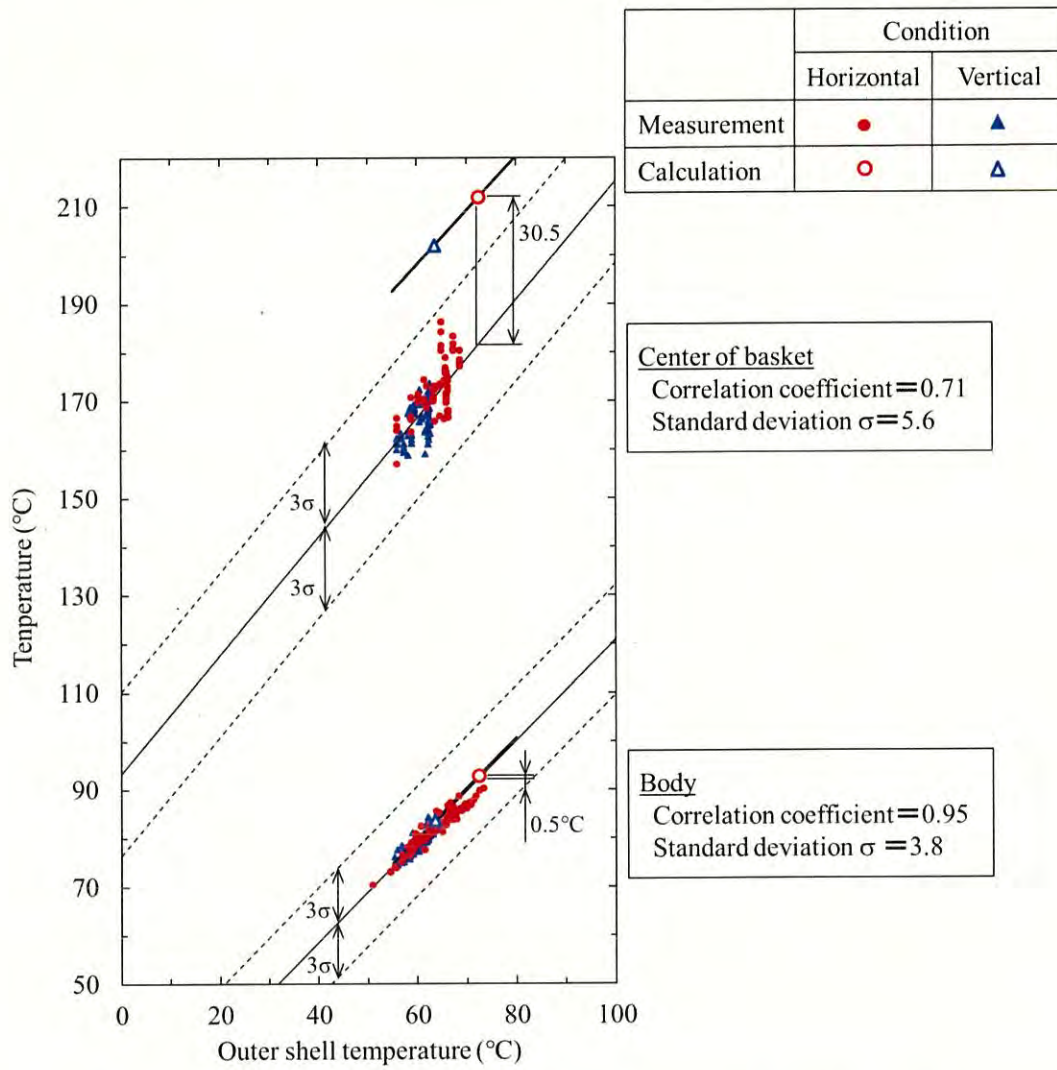 Condition
Horizontal Vertical
Measurement
Calculation
210
190
170
150
130
110
90
70
50
Tenperature (°C)
30.5
3σ
3σ
Center of basket
Correlation coefficient=0.71
Standard deviation σ=5.6
0.5°C
3σ
3σ
Body
Correlation coefficient=0.95
Standard deviation σ=3.8
0 20 40 60 80 100
Outer shell temperature (°C)